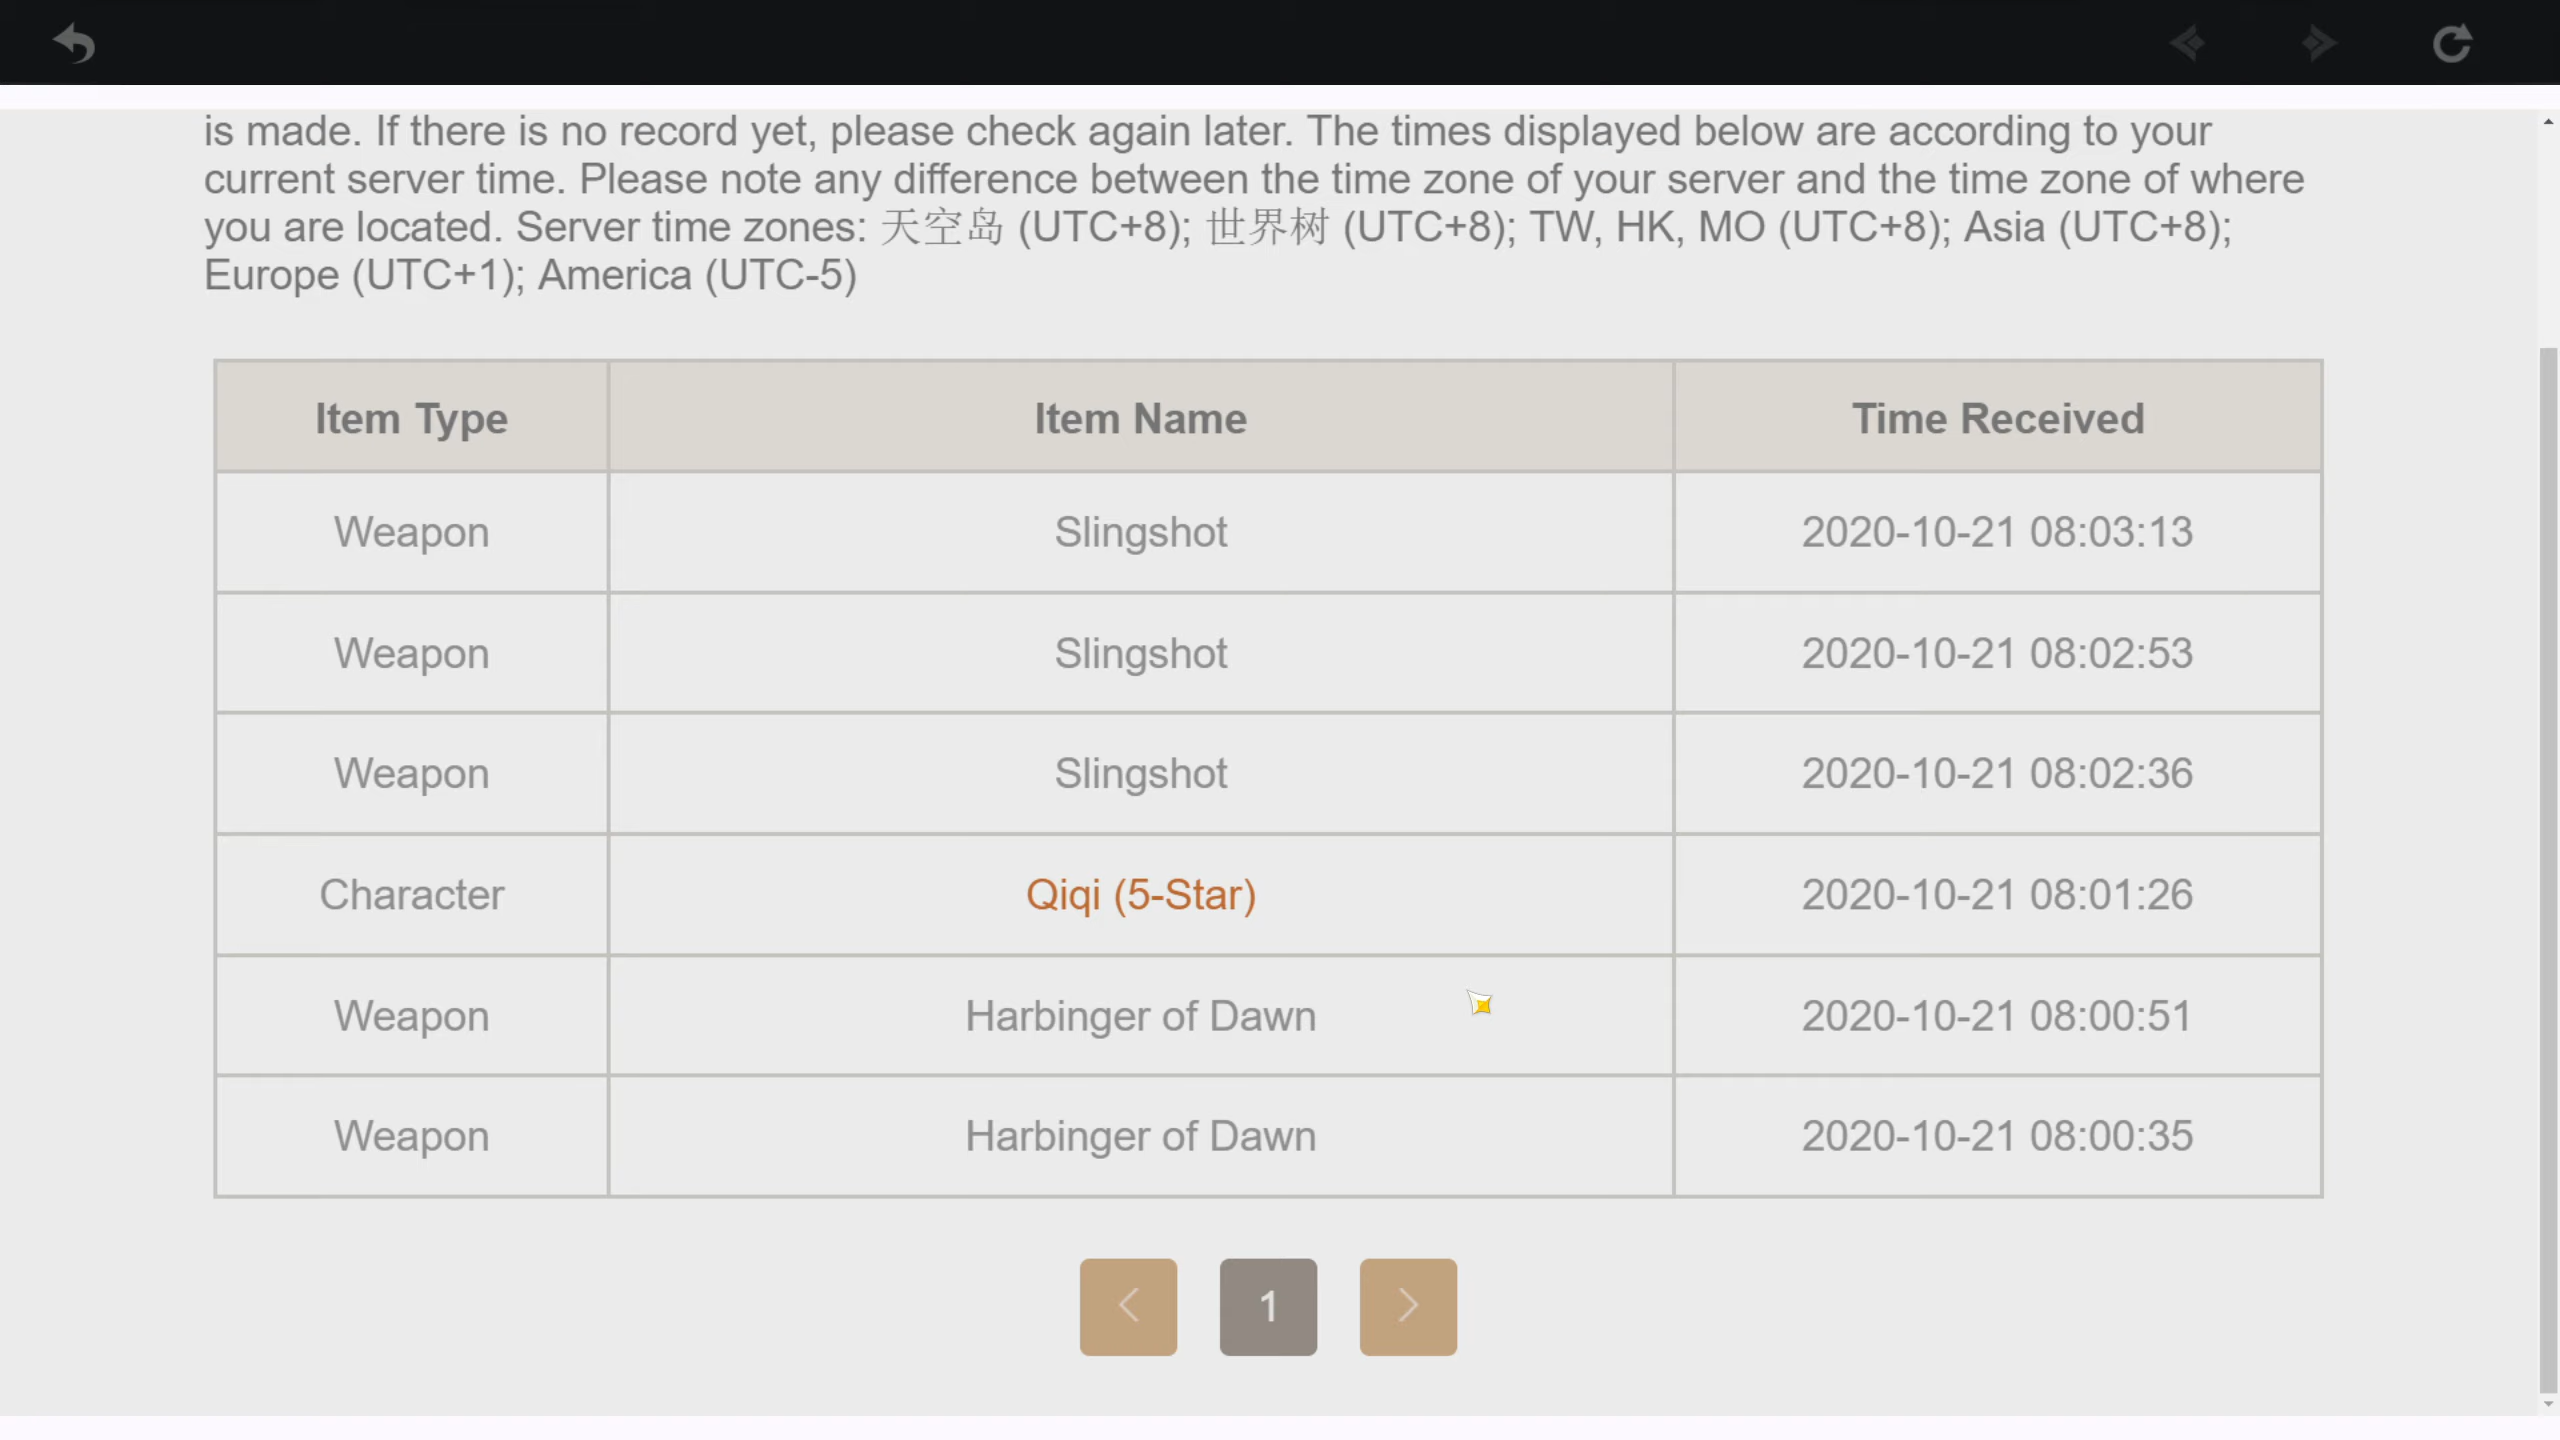 is made. If there is no record yet, please check again later. The times displayed below are according to your
current server time. Please note any difference between the time zone of your server and the time zone of where
you are located. Server time zones: 天空岛 (UTC+8); 世界树 (UTC+8); TW, HK, MO (UTC+8); Asia (UTC+8);
Europe (UTC+1); America (UTC-5)
Item Type Item Name Time Received
Weapon Slingshot 2020-10-21 08:03:13
Weapon Slingshot 2020-10-21 08:02:53
Weapon Slingshot 2020-10-21 08:02:36
Character Qiqi (5-Star) 2020-10-21 08:01:26
Weapon Harbinger of Dawn 2020-10-21 08:00:51
Weapon Harbinger of Dawn 2020-10-21 08:00:35
1